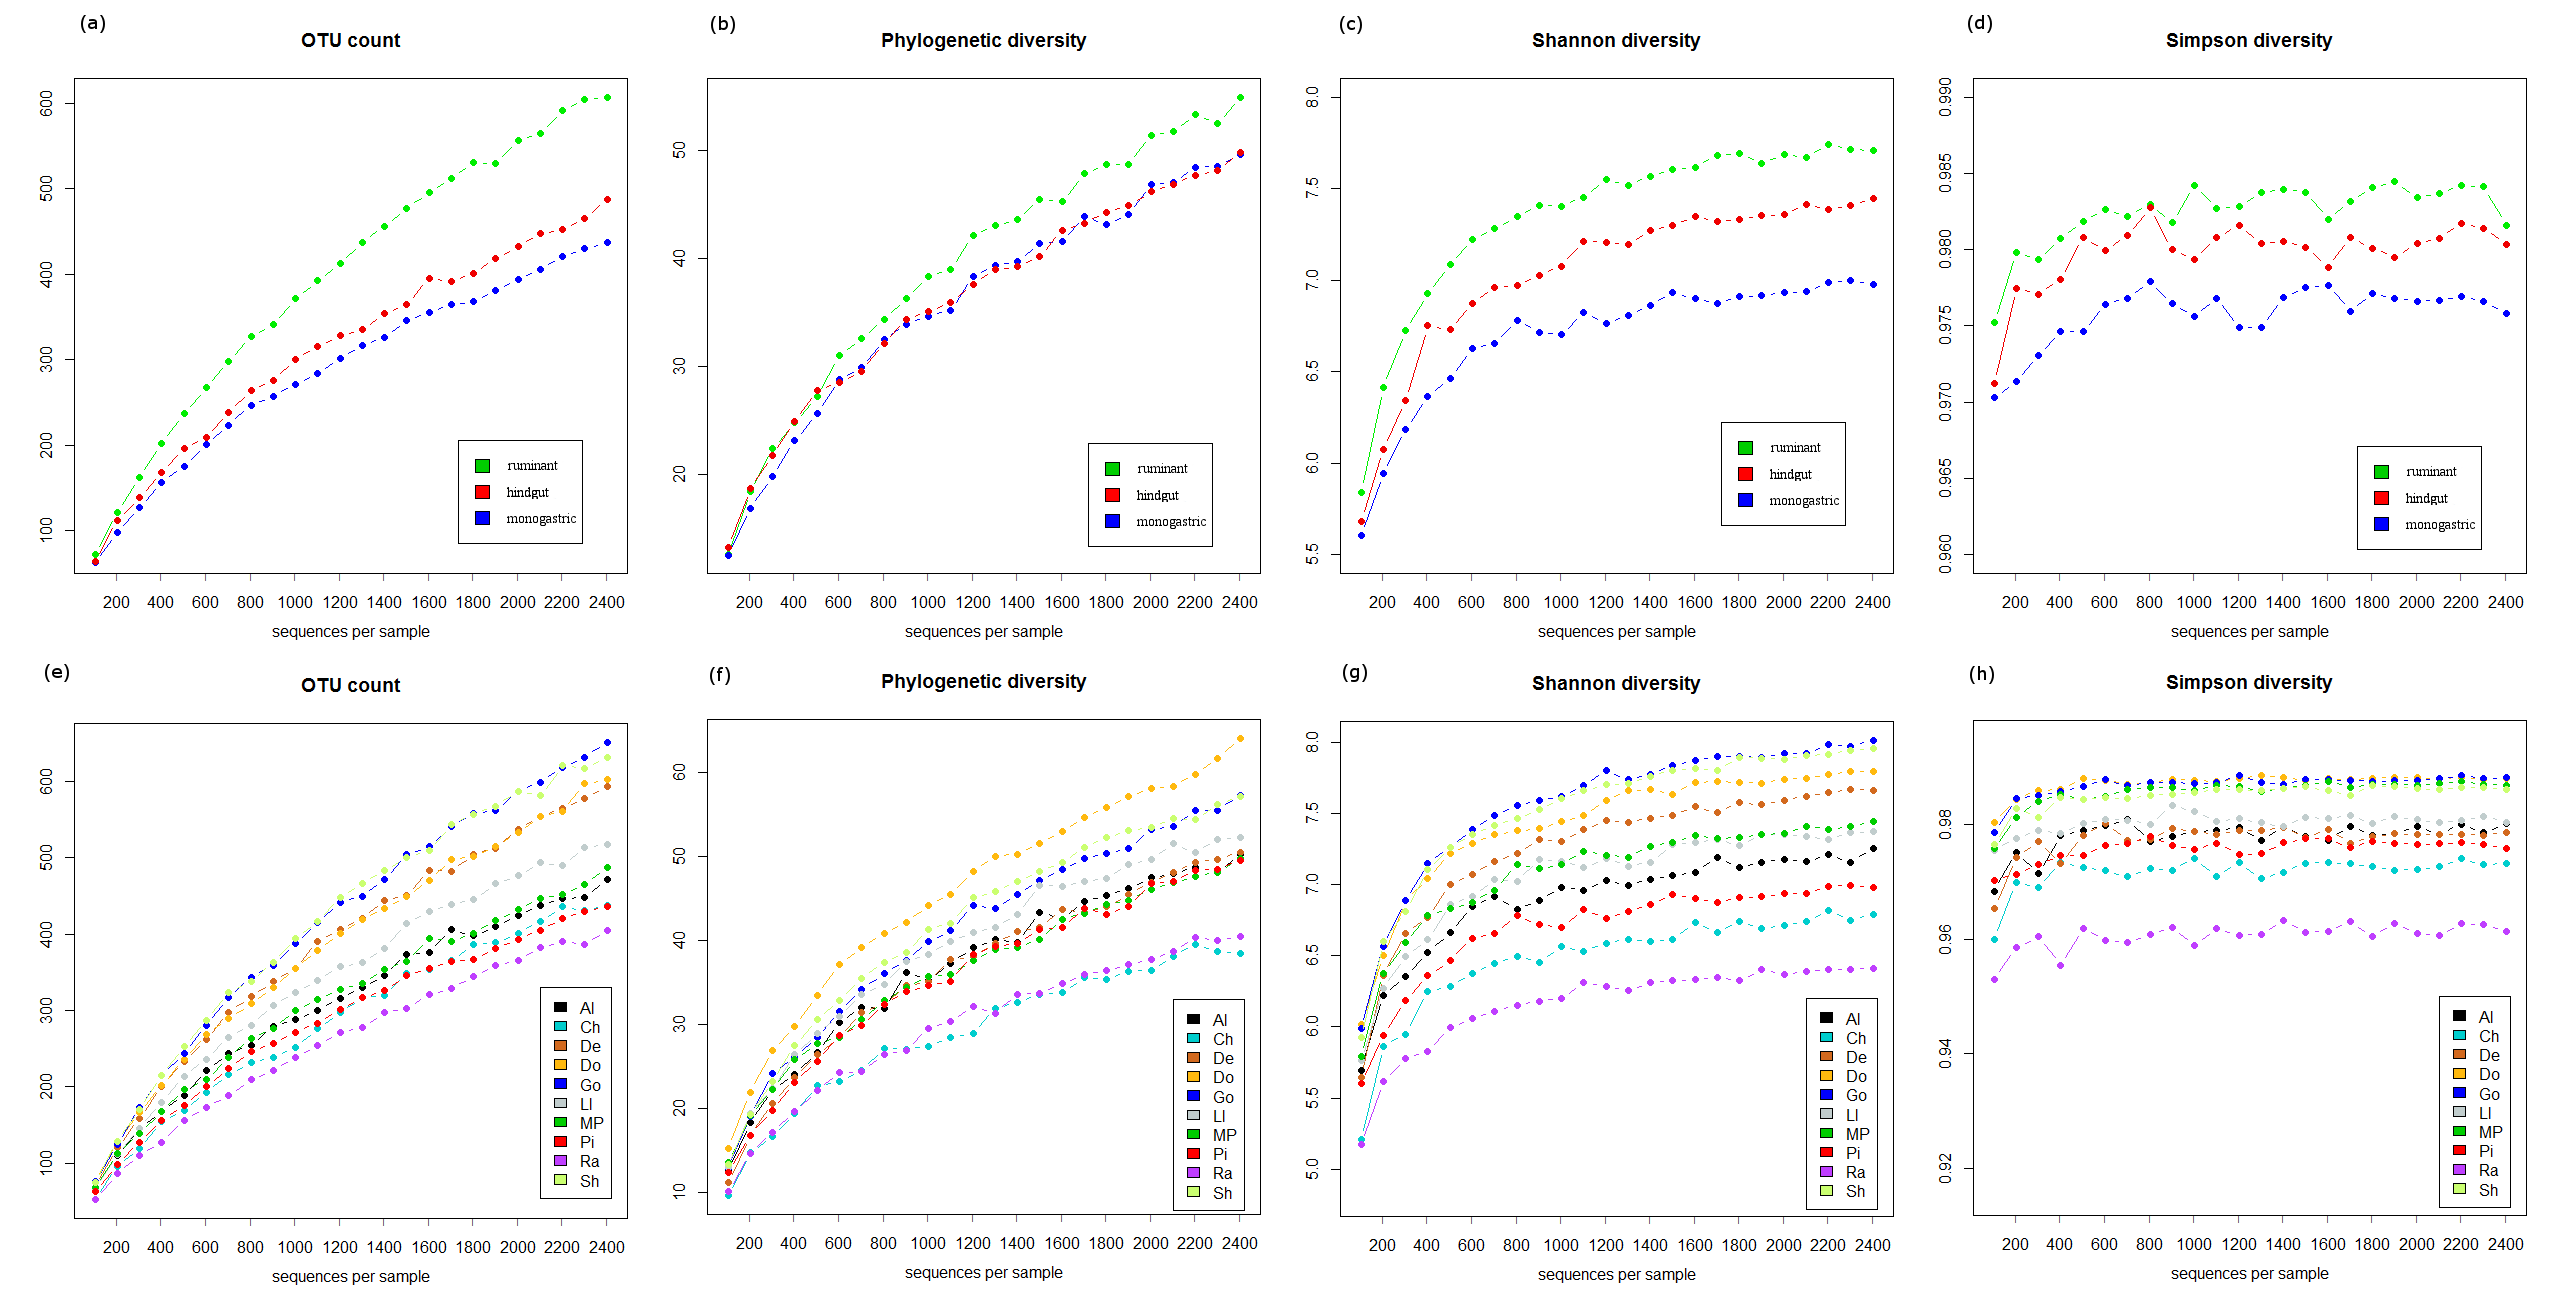 (a)
OTU count
600
500
400
300
200
100
ruminant
hindgut
monogastric
200 400 600 800 1000 1200 1400 1600 1800 2000 2200 2400
sequences per sample
(b)
Phylogenetic diversity
50
40
30
20
ruminant
hindgut
monogastric
200 400 600 800 1000 1200 1400 1600 1800 2000 2200 2400
sequences per sample
(c)
Shannon diversity
8.0
7.5
7.0
6.5
6.0
5.5
ruminant
hindgut
monogastric
200 400 600 800 1000 1200 1400 1600 1800 2000 2200 2400
sequences per sample
(d)
Simpson diversity
0.990
0.985
0.980
0.975
0.970
0.965
0.960
ruminant
hindgut
monogastric
200 400 600 800 1000 1200 1400 1600 1800 2000 2200 2400
sequences per sample
(e)
OTU count
600
500
400
300
200
100
Al
Ch
De
Do
Go
Ll
MP
Pi
Ra
Sh
200 400 600 800 1000 1200 1400 1600 1800 2000 2200 2400
sequences per sample
(f)
Phylogenetic diversity
60
50
40
30
20
10
Al
Ch
De
Do
Go
Ll
MP
Pi
Ra
Sh
200 400 600 800 1000 1200 1400 1600 1800 2000 2200 2400
sequences per sample
(g)
Shannon diversity
8.0
7.5
7.0
6.5
6.0
5.5
5.0
Al
Ch
De
Do
Go
Ll
MP
Pi
Ra
Sh
200 400 600 800 1000 1200 1400 1600 1800 2000 2200 2400
sequences per sample
(h)
Simpson diversity
0.98
0.96
0.94
0.92
Al
Ch
De
Do
Go
Ll
MP
Pi
Ra
Sh
200 400 600 800 1000 1200 1400 1600 1800 2000 2200 2400
sequences per sample